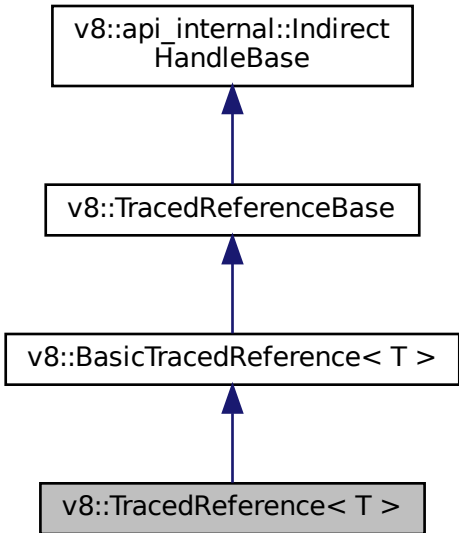 v8::api_internal::Indirect
HandleBase
v8::TracedReferenceBase
v8::BasicTracedReference< T >
v8::TracedReference< T >